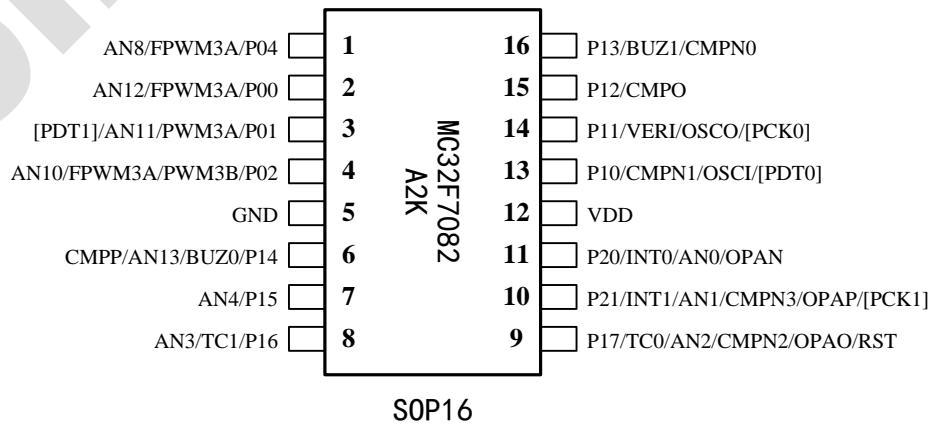 AN8/FPWM3A/P04 1 16 P13/BUZ1/CMPN0
AN12/FPWM3A/P00 2 15 P12/CMPO
[PDT1]/AN11/PWM3A/P01 3 14 P11/VERI/OSCO/[PCK0]
AN10/FPWM3A/PWM3B/P02 4 13 P10/CMPN1/OSCI/[PDT0]
GND 5 12 VDD
CMPP/AN13/BUZ0/P14 6 11 P20/INT0/AN0/OPAN
AN4/P15 7 10 P21/INT1/AN1/CMPN3/OPAP/[PCK1]
AN3/TC1/P16 8 9 P17/TC0/AN2/CMPN2/OPAO/RST
MC32F7082
A2K
SOP16